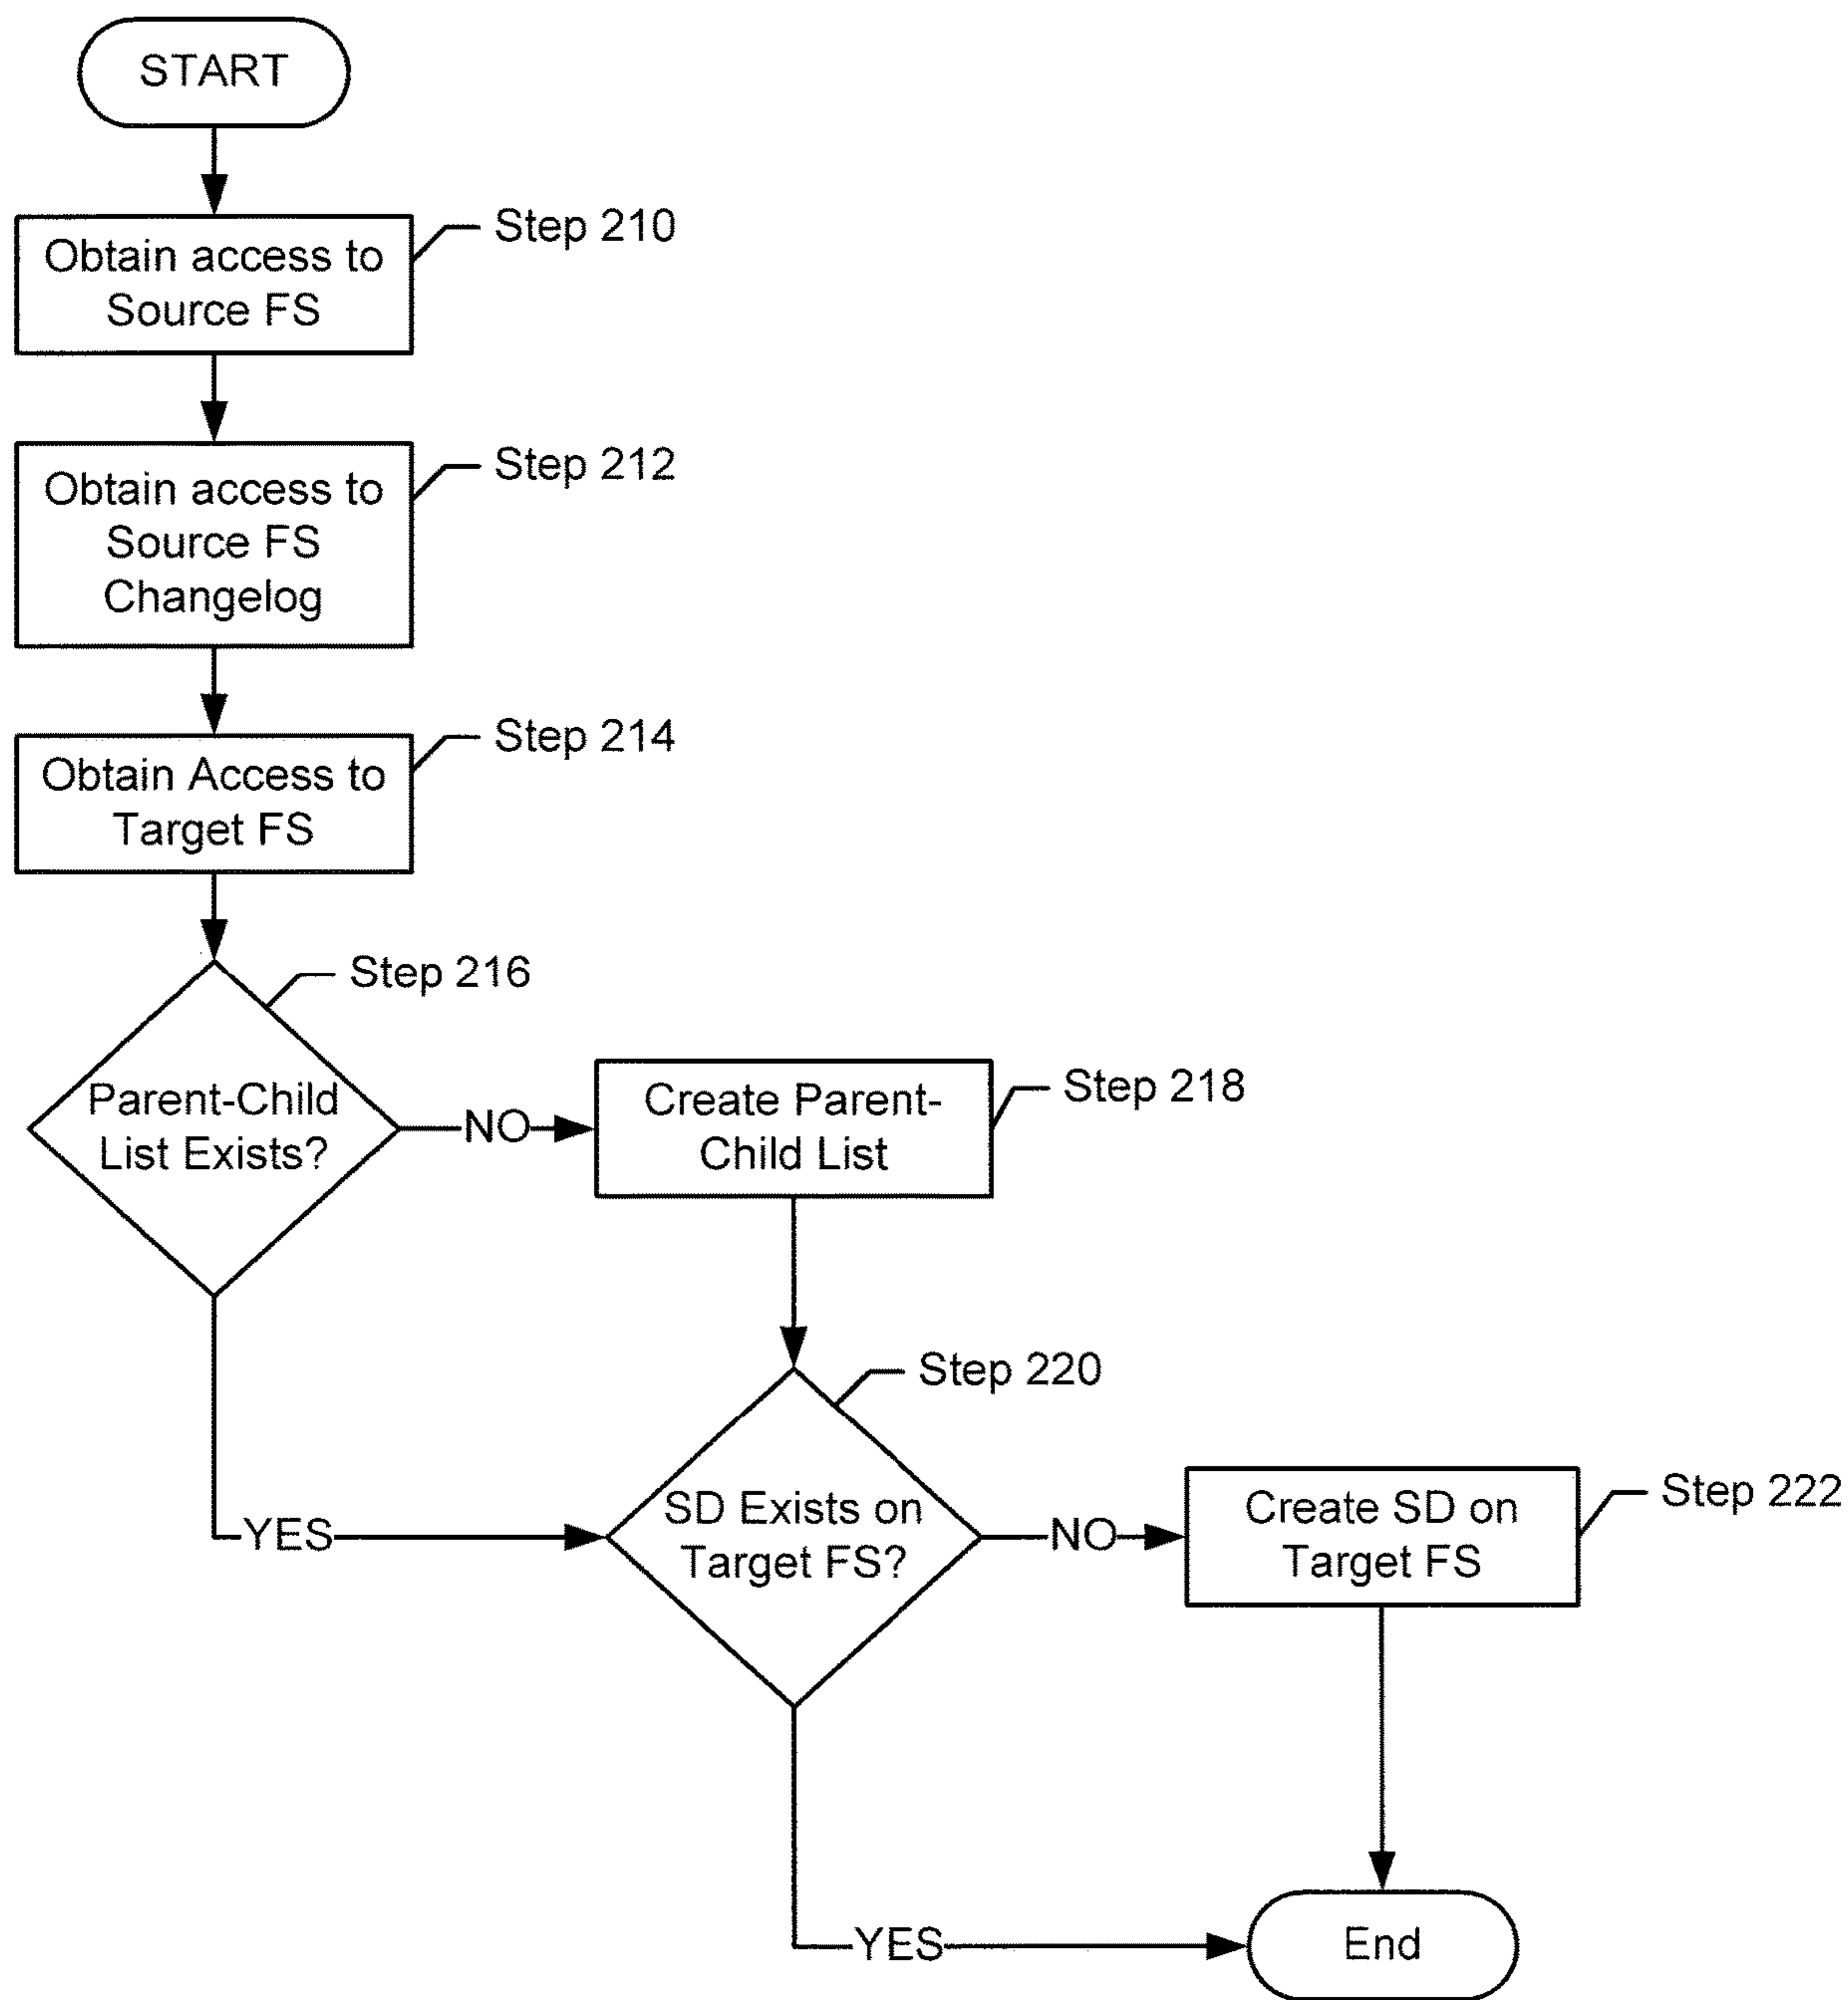 START
Obtain access to
Source FS
Step 210
Obtain access to
Source FS
Changelog
Step 212
Obtain Access to
Target FS
Step 214
Step 216
Parent-Child
List Exists?
NO
Create Parent-
Child List
Step 218
YES
Step 220
SD Exists on
Target FS?
NO
Create SD on
Target FS
Step 222
YES
End